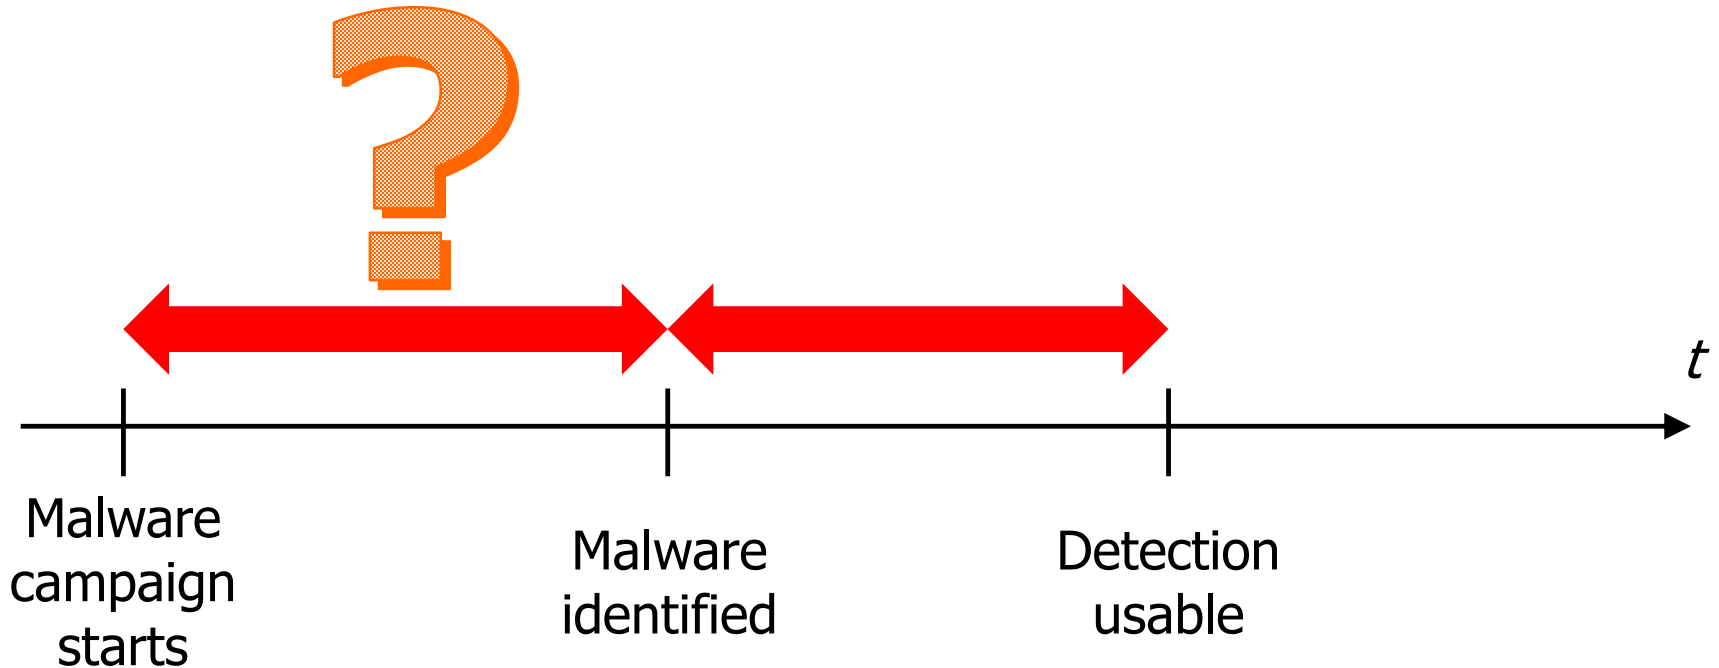 ?
t
Malware
campaign
starts
Malware
identified
Detection
usable